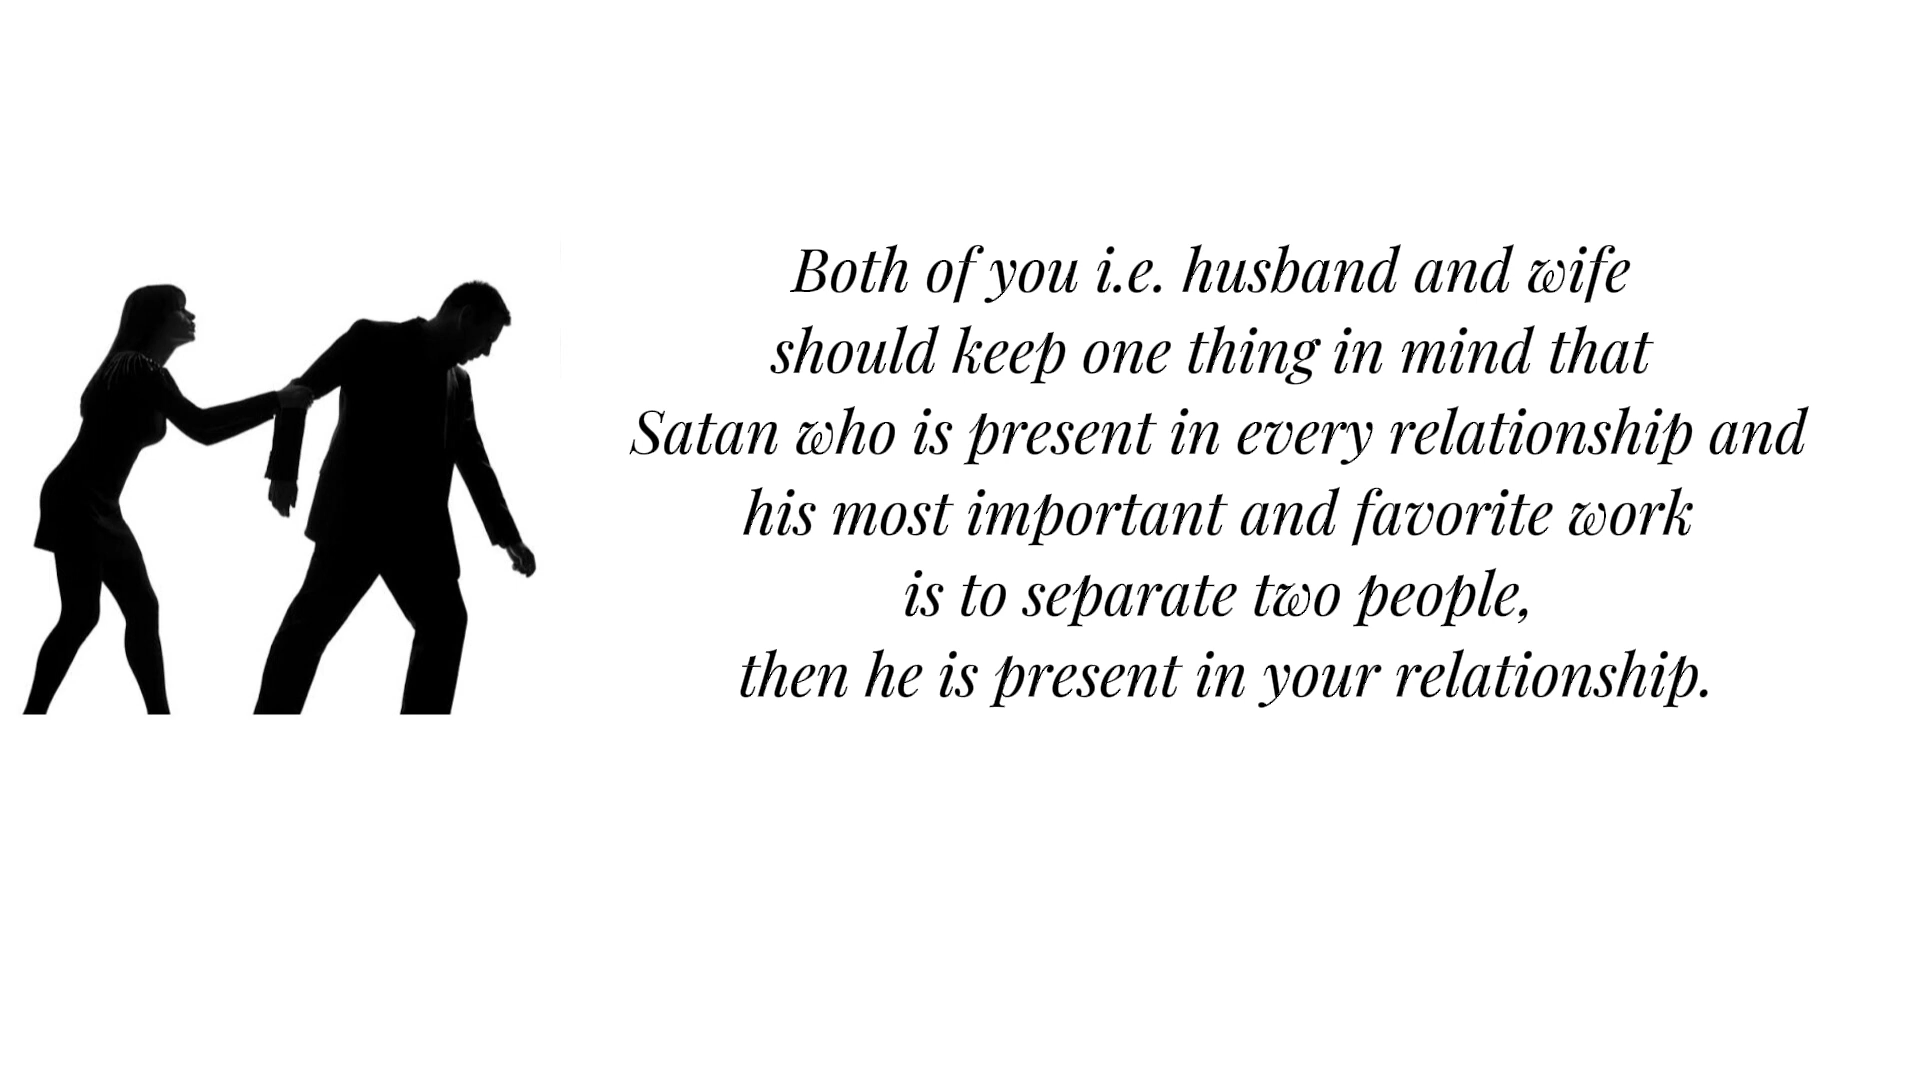 Both of you i.e. husband and wife
should keep one thing in mind that
Satan who is present in every relationship and
his most important and favorite work
is to separate two people,
then he is present in your relationship.